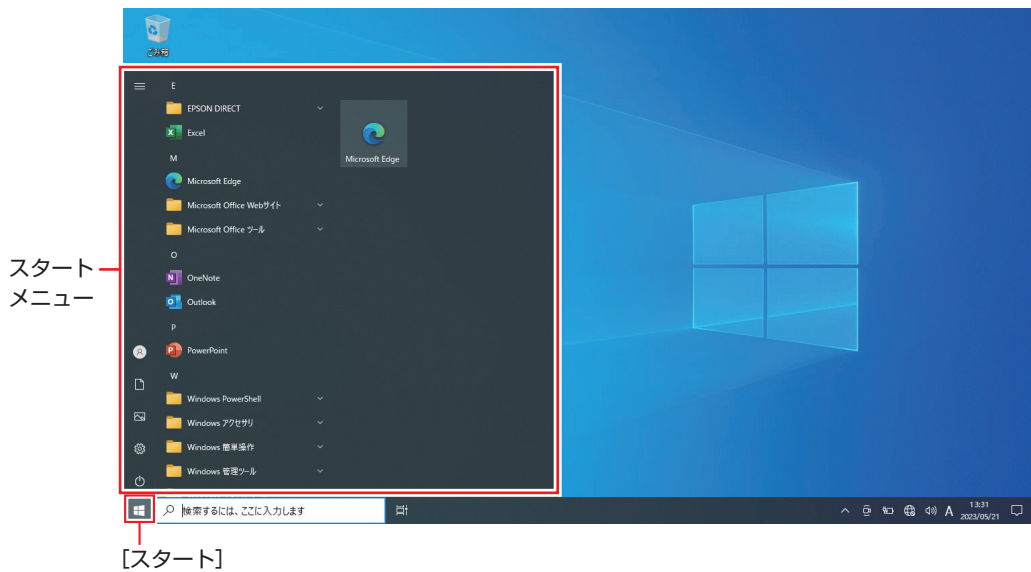 ごみ箱
E
EPSON DIRECT
Excel
Microsoft Edge
M
Microsoft Edge
Microsoft Office Webサイト
Microsoft Office ツール
O
OneNote
Outlook
P
PowerPoint
W
Windows PowerShell
Windows アクセサリ
Windows 簡単操作
Windows 管理ツール
スタート
メニュー
検索するには、ここに入力します
A
13:31
2023/05/21
[スタート]